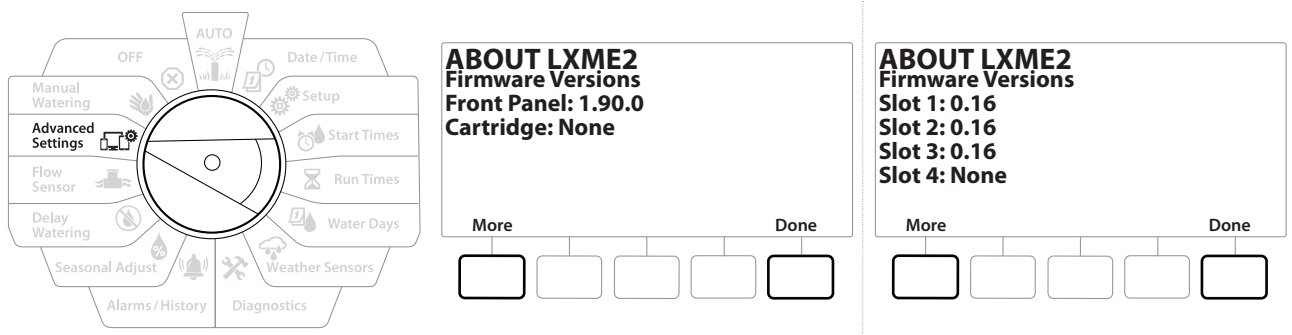 AUTO
OFF
Date/Time
Manual
Watering
Setup
Advanced
Settings
Start Times
Flow
Sensor
Run Times
Delay
Watering
Water Days
Seasonal Adjust
Weather Sensors
Alarms/History
Diagnostics
1
1
%
ABOUT LXME2
Firmware Versions
Front Panel: 1.90.0
Cartridge: None
More Done
ABOUT LXME2
Firmware Versions
Slot 1: 0.16
Slot 2: 0.16
Slot 3: 0.16
Slot 4: None
More Done